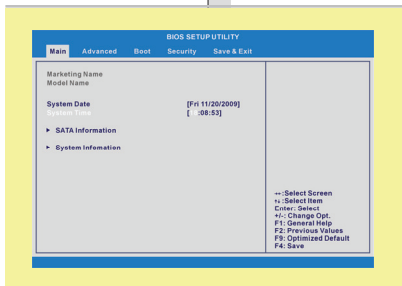 BIOS SETUP UTILITY
Main Advanced Boot Security Save & Exit
Marketing Name
Model Name
System Date [Fri 11/20/2009]
System Time [ :08:53]
► SATA Information
► System Infomation
↔:Select Screen
↑↓:Select Item
Enter: Select
+/-: Change Opt.
F1: General Help
F2: Previous Values
F9: Optimized Default
F4: Save